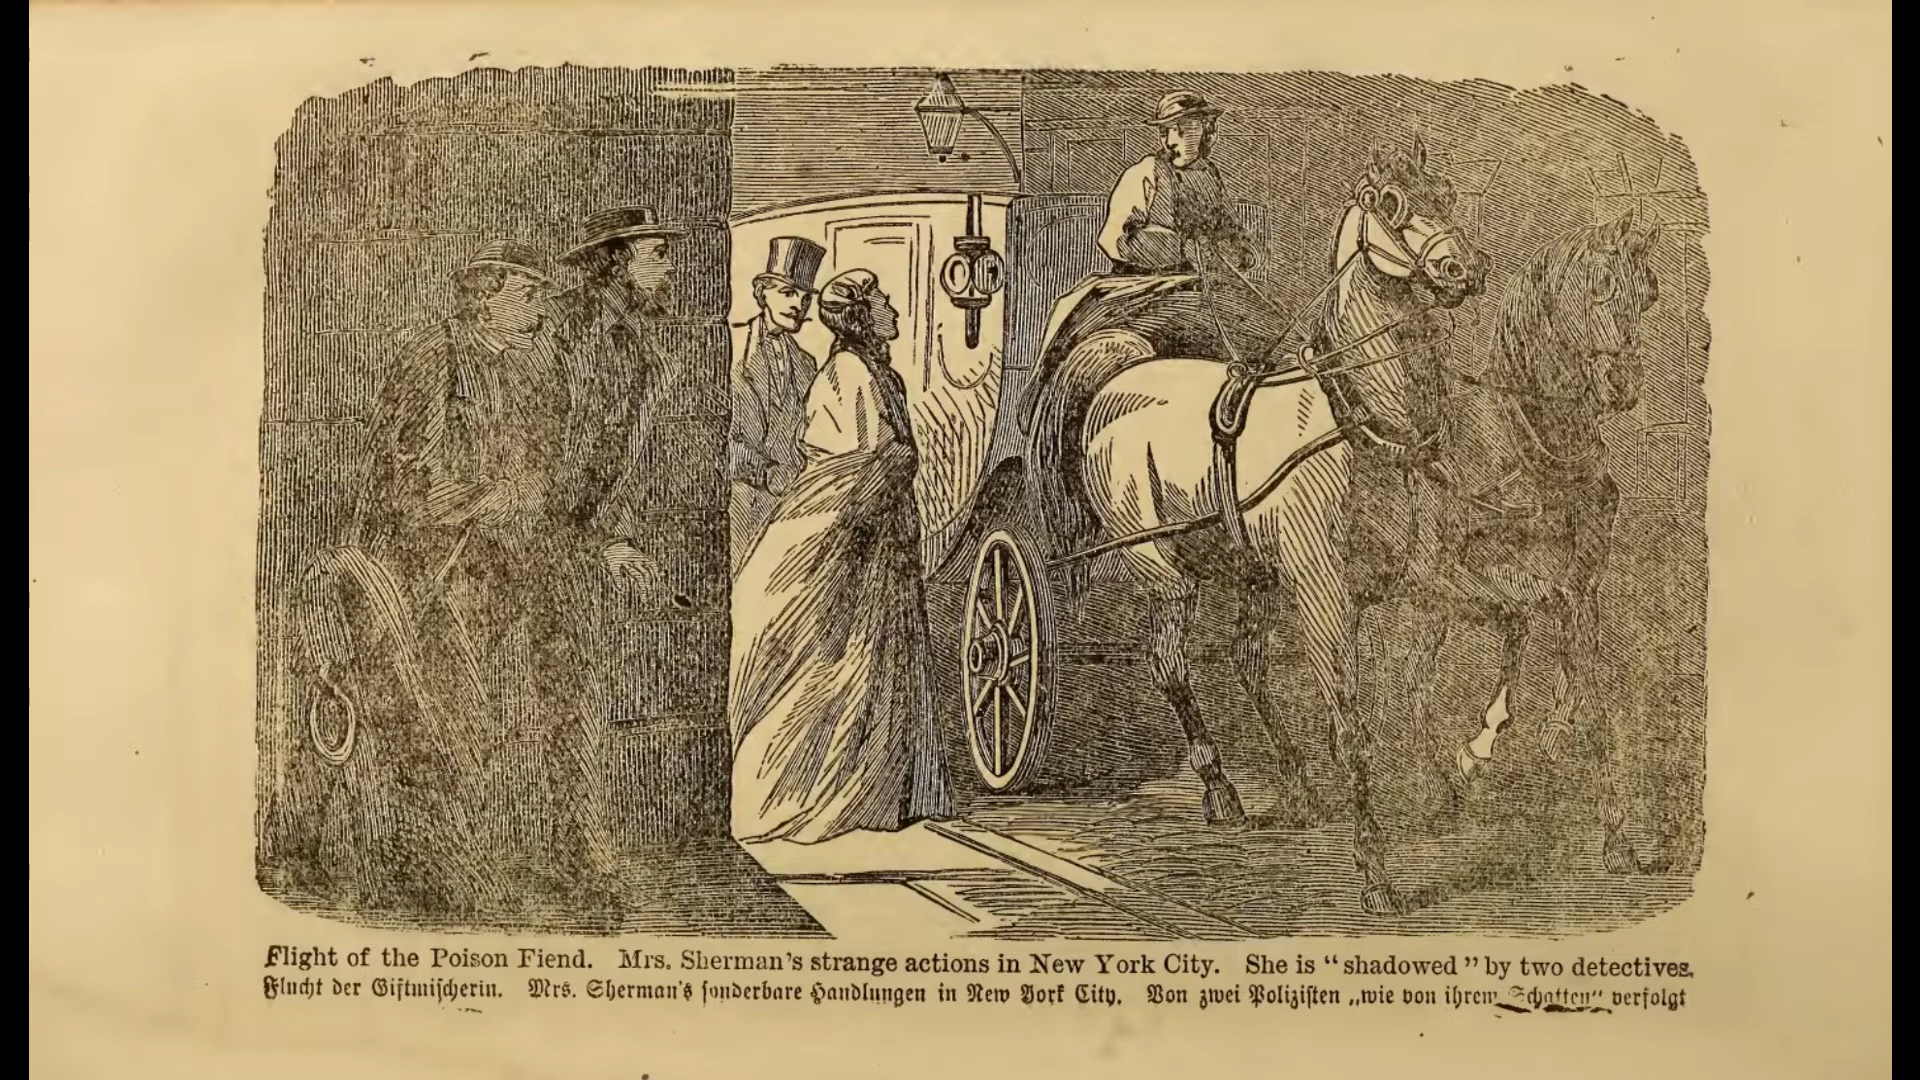 Flight of the Poison Fiend. Mrs. Sherman's strange actions in New York City. She is “shadowed” by two detectives.
Flucht der Giftmischerin. Mrs. Sherman's sonderbare Handlungen in New York City. Von zwei Polizisten „wie von ihrem Schatten“ verfolgt